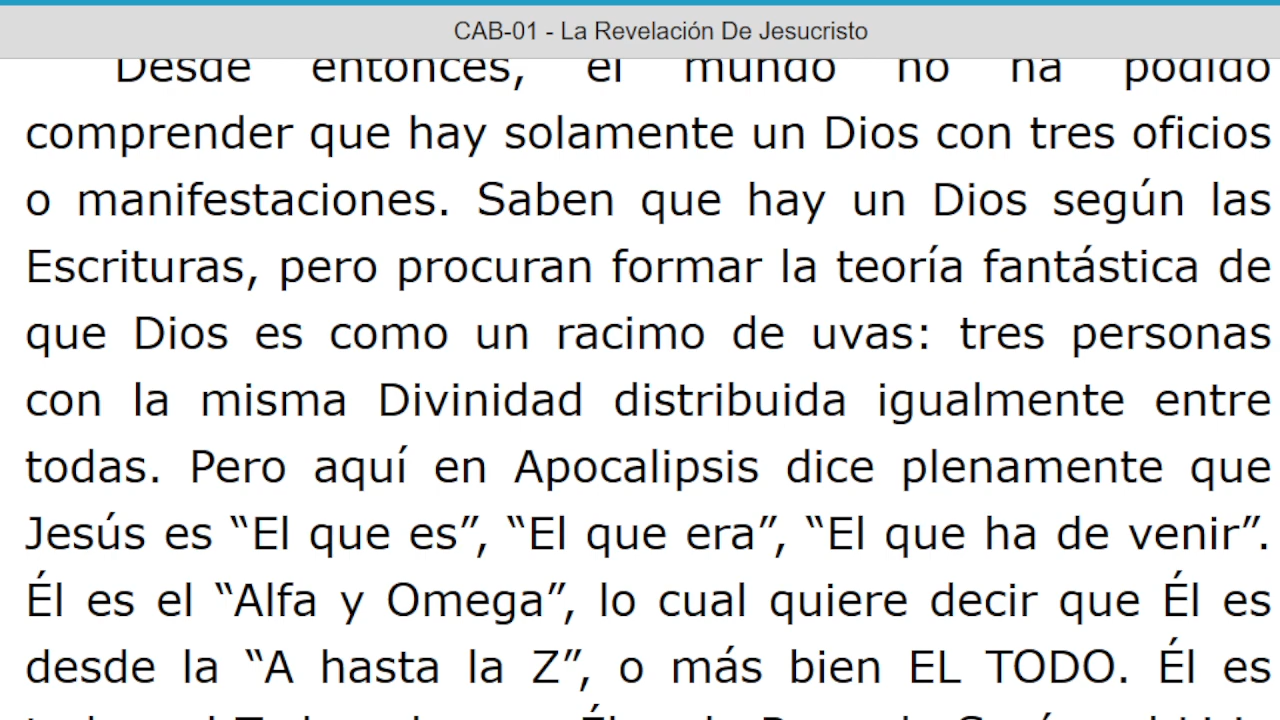 CAB-01 - La Revelación De Jesucristo
Desde entonces, el mundo no ha podido
comprender que hay solamente un Dios con tres oficios
o manifestaciones. Saben que hay un Dios según las
Escrituras, pero procuran formar la teoría fantástica de
que Dios es como un racimo de uvas: tres personas
con la misma Divinidad distribuida igualmente entre
todas. Pero aquí en Apocalipsis dice plenamente que
Jesús es “El que es”, “El que era”, “El que ha de venir”.
Él es el “Alfa y Omega”, lo cual quiere decir que Él es
desde la “A hasta la Z”, o más bien EL TODO. Él es